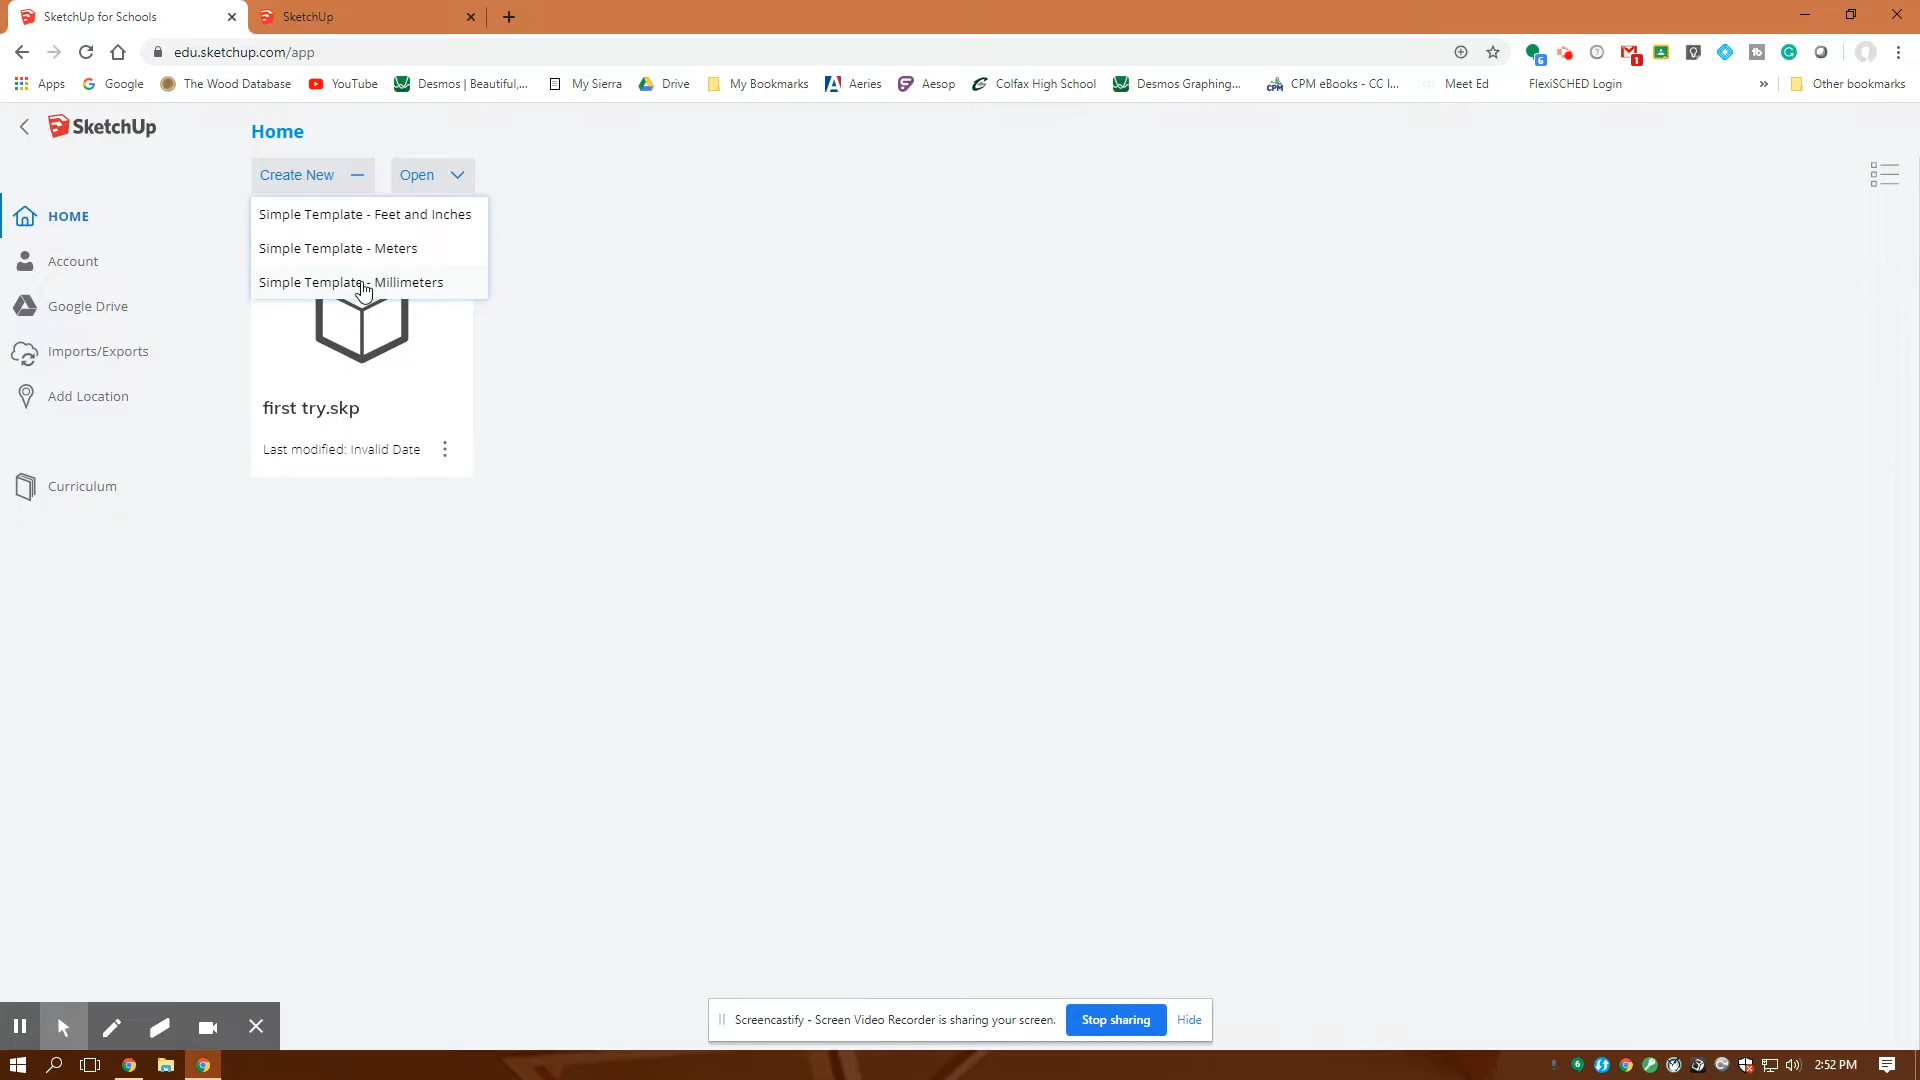 SketchUp for Schools
SketchUp
edu.sketchup.com/app
6
1
Apps
Google
The Wood Database
YouTube
Desmos | Beautiful,...
My Sierra
Drive
My Bookmarks
Aeries
Aesop
Colfax High School
Desmos Graphing...
CPM
CPM eBooks - CC I...
Meet Ed
FlexiSCHED Login
»
Other bookmarks
SketchUp
Home
Create New
Open
Simple Template - Feet and Inches
Simple Template - Meters
Simple Template - Millimeters
HOME
Account
Google Drive
Imports/Exports
Add Location
Curriculum
first try.skp
Last modified: Invalid Date
Screencastify - Screen Video Recorder is sharing your screen.
Stop sharing
Hide
2:52 PM